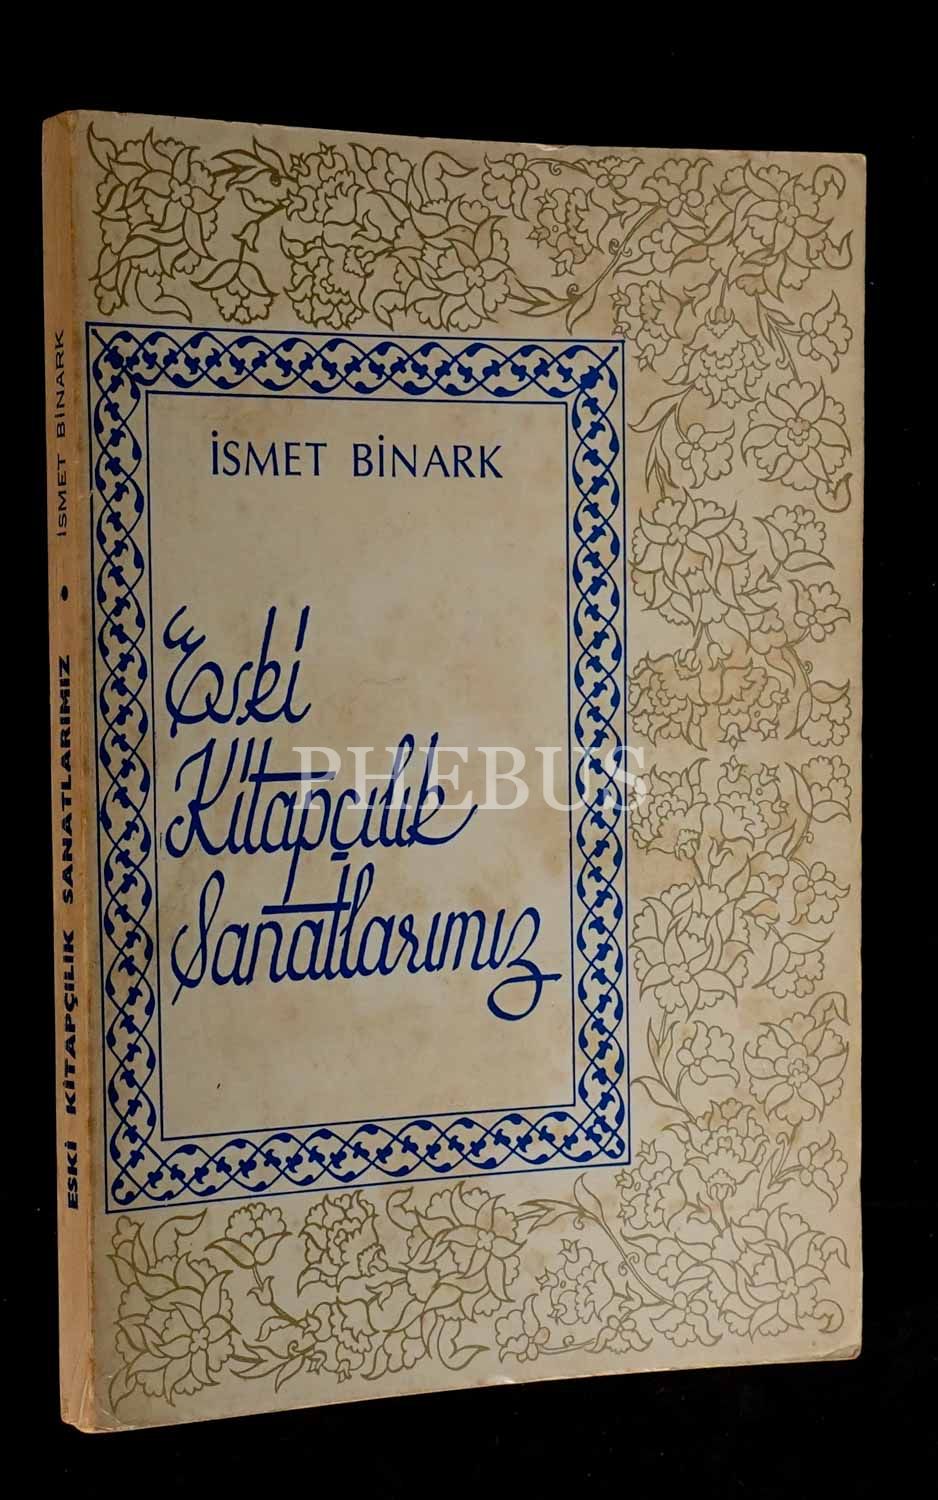 İSMET BİNARK
Eski
Kitapçılık
Sanatlarımız
PHEBUS
ESKİ KİTAPÇILIK SANATLARIMIZ • İSMET BİNARK